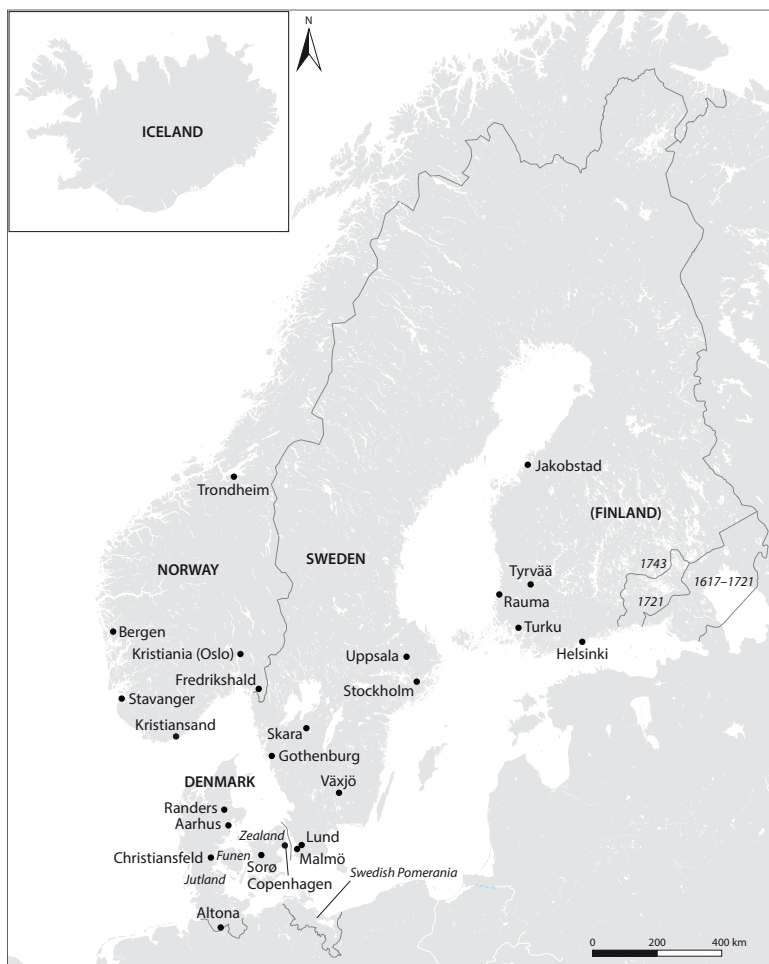 N
ICELAND
Jakobstad
Trondheim
(FINLAND)
NORWAY
SWEDEN
1743
1617–1721
Tyrvää
Rauma
1721
Bergen
Turku
Kristiania (Oslo)
Uppsala
Helsinki
Fredrikshald
Stockholm
Stavanger
Kristiansand
Skara
Gothenburg
DENMARK
Växjö
Randers
Aarhus
Zealand
Lund
Christiansfeld
Funen
Malmö
Sorø
Jutland
Copenhagen
Swedish Pomerania
Altona
0 200 400 km